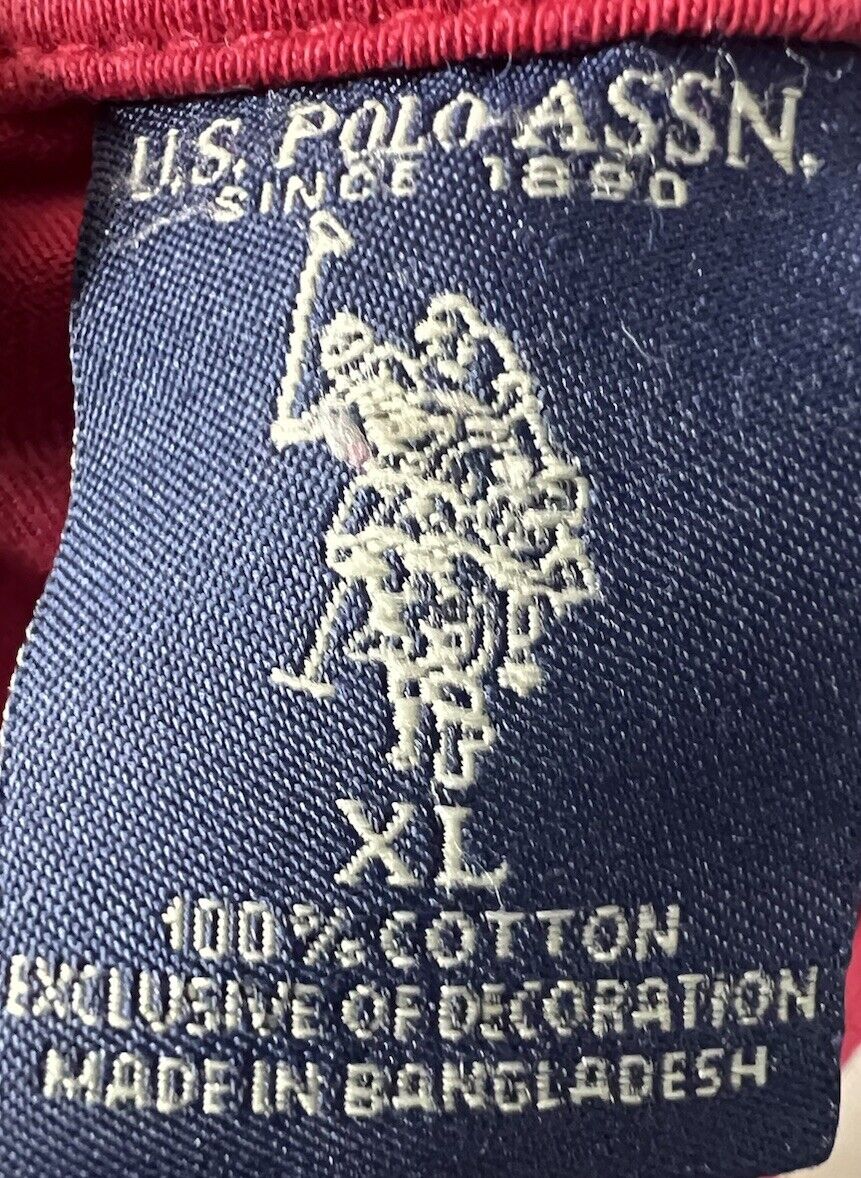 U.S. POLO ASSN.
SINCE 1890
XL
100% COTTON
EXCLUSIVE OF DECORATION
MADE IN BANGLADESH